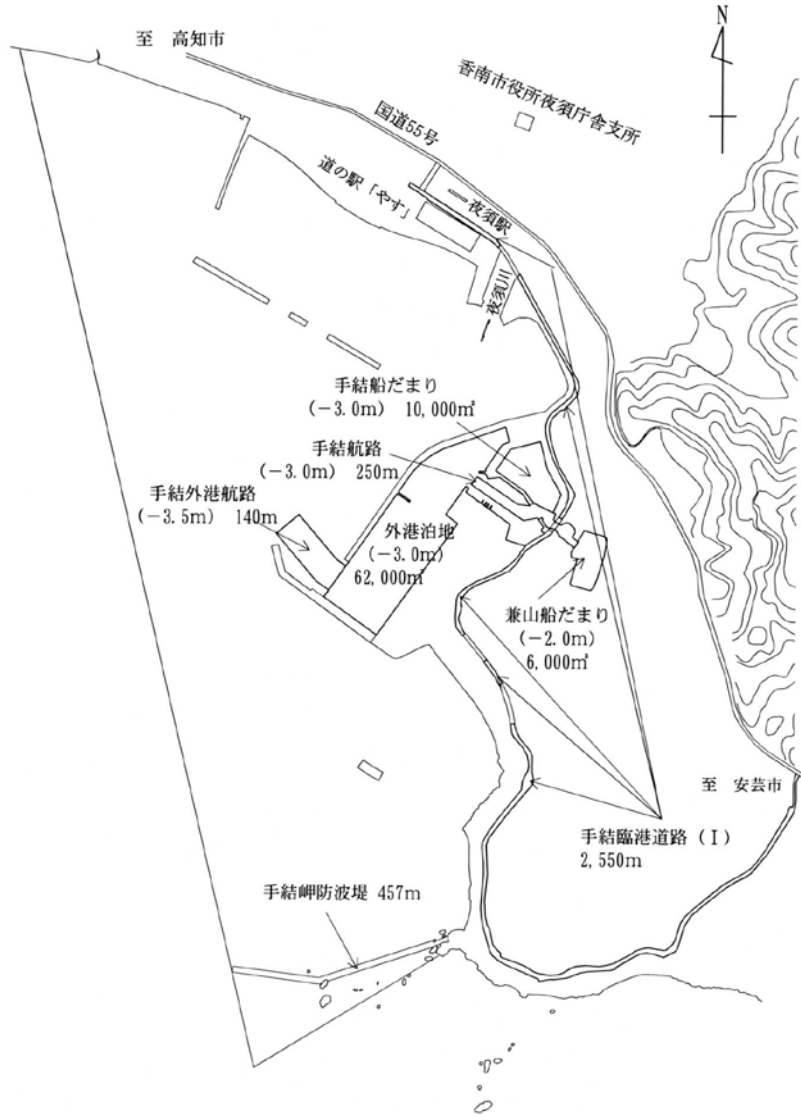 至 高知市
N
香南市役所夜須庁舎支所
国道55号
道の駅「やす」
夜須駅
夜須川
手結船だまり
(-3.0m) 10,000㎡
手結航路
(-3.0m) 250m
手結外港航路
(-3.5m) 140m
外港泊地
(-3.0m)
62,000㎡
兼山船だまり
(-2.0m)
6,000㎡
至 安芸市
手結臨港道路(Ⅰ)
2,550m
手結岬防波堤 457m